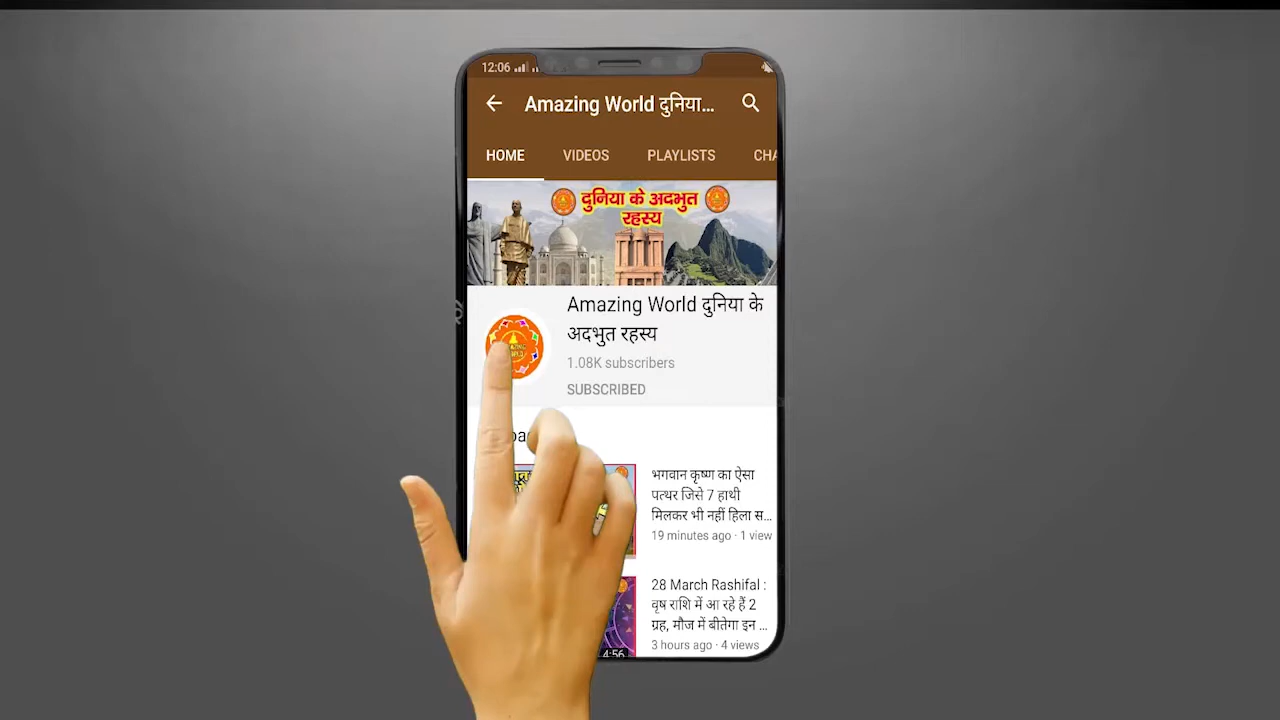 12:06
Amazing World दुनिया...
HOME VIDEOS PLAYLISTS CHA
दुनिया के अदभुत
रहस्य
Amazing World दुनिया के
अदभुत रहस्य
1.08K subscribers
SUBSCRIBED
भगवान कृष्ण का ऐसा
पत्थर जिसे 7 हाथी
मिलकर भी नहीं हिला स...
19 minutes ago · 1 view
28 March Rashifal :
वृष राशि में आ रहे हैं 2
ग्रह, मौज में बीतेगा इन ...
3 hours ago · 4 views
4:56